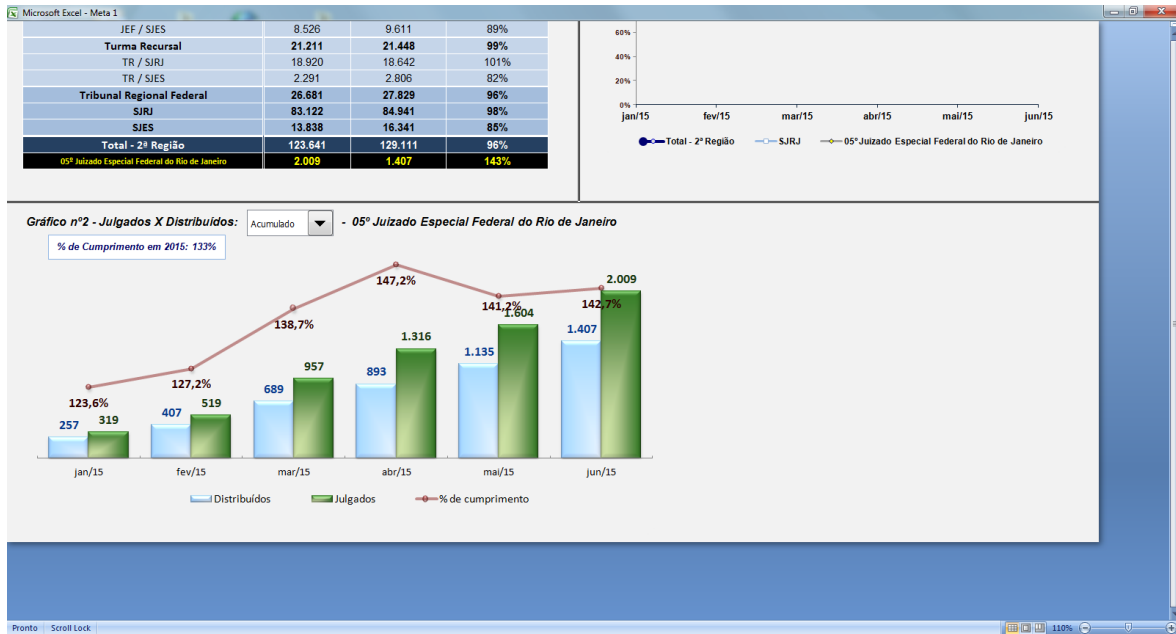 Microsoft Excel - Meta 1
JEF / SJES 8.526 9.611 89%
Turma Recursal 21.211 21.448 99%
TR / SJRJ 18.920 18.642 101%
TR / SJES 2.291 2.806 82%
Tribunal Regional Federal 26.681 27.829 96%
SJRJ 83.122 84.941 98%
SJES 13.838 16.341 85%
Total - 2ª Região 123.641 129.111 96%
05º Juizado Especial Federal do Rio de Janeiro 2.009 1.407 143%
60%
40%
20%
0%
jan/15 fev/15 mar/15 abr/15 mai/15 jun/15
Total - 2ª Região SJRJ 05º Juizado Especial Federal do Rio de Janeiro
Gráfico nº2 - Julgados X Distribuídos: Acumulado - 05º Juizado Especial Federal do Rio de Janeiro
% de Cumprimento em 2015: 133%
123,6% 127,2% 138,7% 147,2% 141,2% 142,7%
257 319 407 519 689 957 893 1.316 1.135 1.604 1.407 2.009
jan/15 fev/15 mar/15 abr/15 mai/15 jun/15
Distribuídos Julgados % de cumprimento
Pronto Scroll Lock 110%